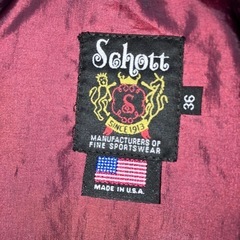 Schott
S
SINCE 1913
MANUFACTURERS OF
FINE SPORTSWEAR
MADE IN U.S.A.
36